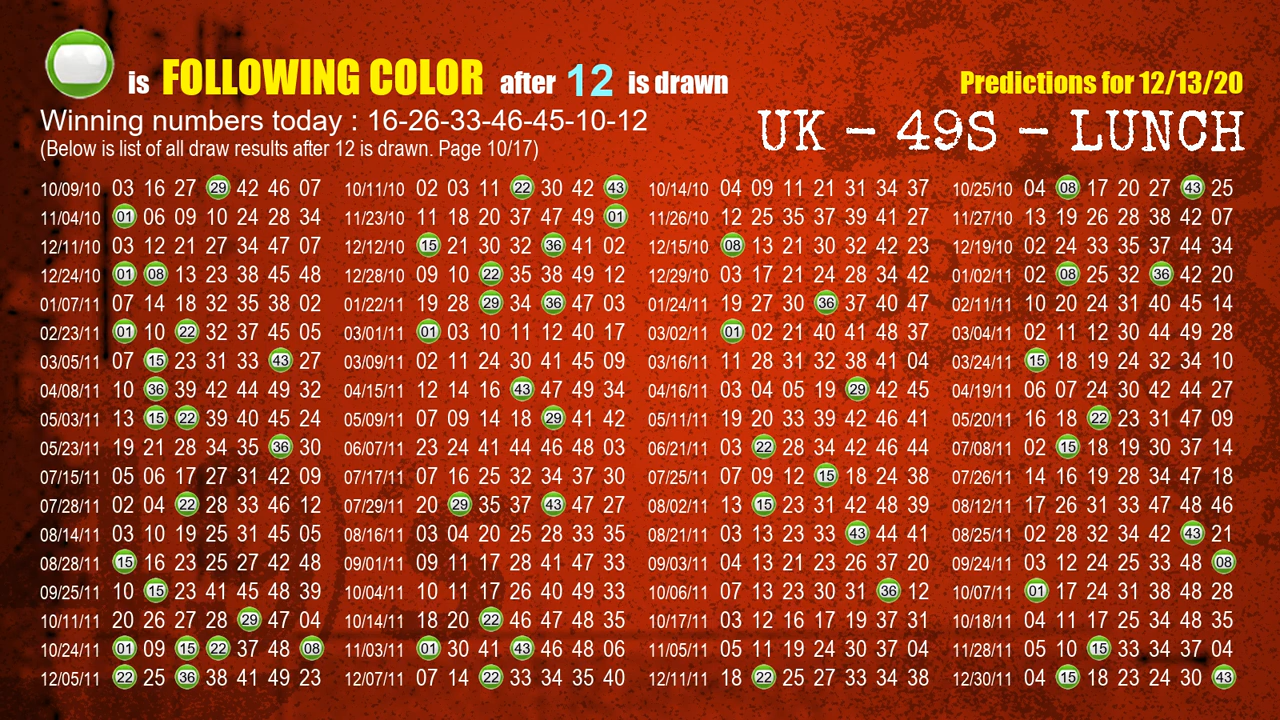 is FOLLOWING COLOR after 12 is drawn
Predictions for 12/13/20
Winning numbers today : 16-26-33-46-45-10-12
UK - 49S - LUNCH
(Below is list of all draw results after 12 is drawn. Page 10/17)
10/09/10 03 16 27 29 42 46 07 10/11/10 02 03 11 22 30 42 43 10/14/10 04 09 11 21 31 34 37 10/25/10 04 08 17 20 27 43 25
11/04/10 01 06 09 10 24 28 34 11/23/10 11 18 20 37 47 49 01 11/26/10 12 25 35 37 39 41 27 11/27/10 13 19 26 28 38 42 07
12/11/10 03 12 21 27 34 47 07 12/12/10 15 21 30 32 36 41 02 12/15/10 08 13 21 30 32 42 23 12/19/10 02 24 33 35 37 44 34
12/24/10 01 08 13 23 38 45 48 12/28/10 09 10 22 35 38 49 12 12/29/10 03 17 21 24 28 34 42 01/02/11 02 08 25 32 36 42 20
01/07/11 07 14 18 32 35 38 02 01/22/11 19 28 29 34 36 47 03 01/24/11 19 27 30 36 37 40 47 02/11/11 10 20 24 31 40 45 14
02/23/11 01 10 22 32 37 45 05 03/01/11 01 03 10 11 12 40 17 03/02/11 01 02 21 40 41 48 37 03/04/11 02 11 12 30 44 49 28
03/05/11 07 15 23 31 33 43 27 03/09/11 02 11 24 30 41 45 09 03/16/11 11 28 31 32 38 41 04 03/24/11 15 18 19 24 32 34 10
04/08/11 10 36 39 42 44 49 32 04/15/11 12 14 16 43 47 49 34 04/16/11 03 04 05 19 29 42 45 04/19/11 06 07 24 30 42 44 27
05/03/11 13 15 22 39 40 45 24 05/09/11 07 09 14 18 29 41 42 05/11/11 19 20 33 39 42 46 41 05/20/11 16 18 22 23 31 47 09
05/23/11 19 21 28 34 35 36 30 06/07/11 23 24 41 44 46 48 03 06/21/11 03 22 28 34 42 46 44 07/08/11 02 15 18 19 30 37 14
07/15/11 05 06 17 27 31 42 09 07/17/11 07 16 25 32 34 37 30 07/25/11 07 09 12 15 18 24 38 07/26/11 14 16 19 28 34 47 18
07/28/11 02 04 22 28 33 46 12 07/29/11 20 29 35 37 43 47 27 08/02/11 13 15 23 31 42 48 39 08/12/11 17 26 31 33 47 48 46
08/14/11 03 10 19 25 31 45 05 08/16/11 03 04 20 25 28 33 35 08/21/11 03 13 23 33 43 44 41 08/25/11 02 28 32 34 42 43 21
08/28/11 15 16 23 25 27 42 48 09/01/11 09 11 17 28 41 47 33 09/03/11 04 13 21 23 26 37 20 09/24/11 03 12 24 25 33 48 08
09/25/11 10 15 23 41 45 48 39 10/04/11 10 11 17 26 40 49 33 10/06/11 07 13 23 30 31 36 12 10/07/11 01 17 24 31 38 48 28
10/11/11 20 26 27 28 29 47 04 10/14/11 18 20 22 46 47 48 35 10/17/11 03 12 16 17 19 37 31 10/18/11 04 11 17 25 34 48 35
10/24/11 01 09 15 22 37 48 08 11/03/11 01 30 41 43 46 48 06 11/05/11 05 11 19 24 30 37 04 11/28/11 05 10 15 33 34 37 04
12/05/11 22 25 36 38 41 49 23 12/07/11 07 14 22 33 34 35 40 12/11/11 18 22 25 27 33 34 38 12/30/11 04 15 18 23 24 30 43